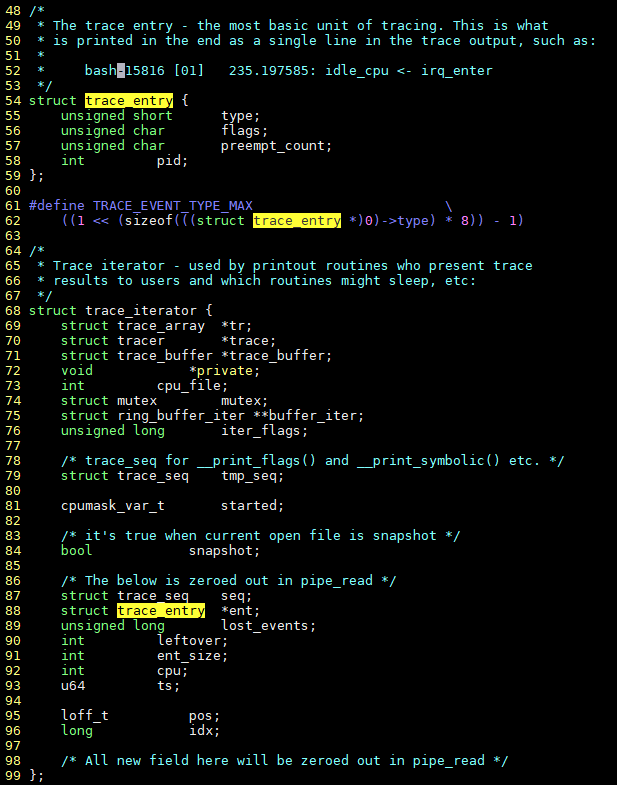 48 /*
49  * The trace entry - the most basic unit of tracing. This is what
50  * is printed in the end as a single line in the trace output, such as:
51  *
52  *     bash-15816 [01]   235.197585: idle_cpu <- irq_enter
53  */
54 struct trace_entry {
55     unsigned short      type;
56     unsigned char       flags;
57     unsigned char       preempt_count;
58     int         pid;
59 };
60
61 #define TRACE_EVENT_TYPE_MAX                        \
62     ((1 << (sizeof(((struct trace_entry *)0)->type) * 8)) - 1)
63
64 /*
65  * Trace iterator - used by printout routines who present trace
66  * results to users and which routines might sleep, etc:
67  */
68 struct trace_iterator {
69     struct trace_array  *tr;
70     struct tracer       *trace;
71     struct trace_buffer *trace_buffer;
72     void            *private;
73     int         cpu_file;
74     struct mutex        mutex;
75     struct ring_buffer_iter **buffer_iter;
76     unsigned long       iter_flags;
77
78     /* trace_seq for __print_flags() and __print_symbolic() etc. */
79     struct trace_seq    tmp_seq;
80
81     cpumask_var_t       started;
82
83     /* it's true when current open file is snapshot */
84     bool            snapshot;
85
86     /* The below is zeroed out in pipe_read */
87     struct trace_seq    seq;
88     struct trace_entry  *ent;
89     unsigned long       lost_events;
90     int         leftover;
91     int         ent_size;
92     int         cpu;
93     u64         ts;
94
95     loff_t          pos;
96     long            idx;
97
98     /* All new field here will be zeroed out in pipe_read */
99 };